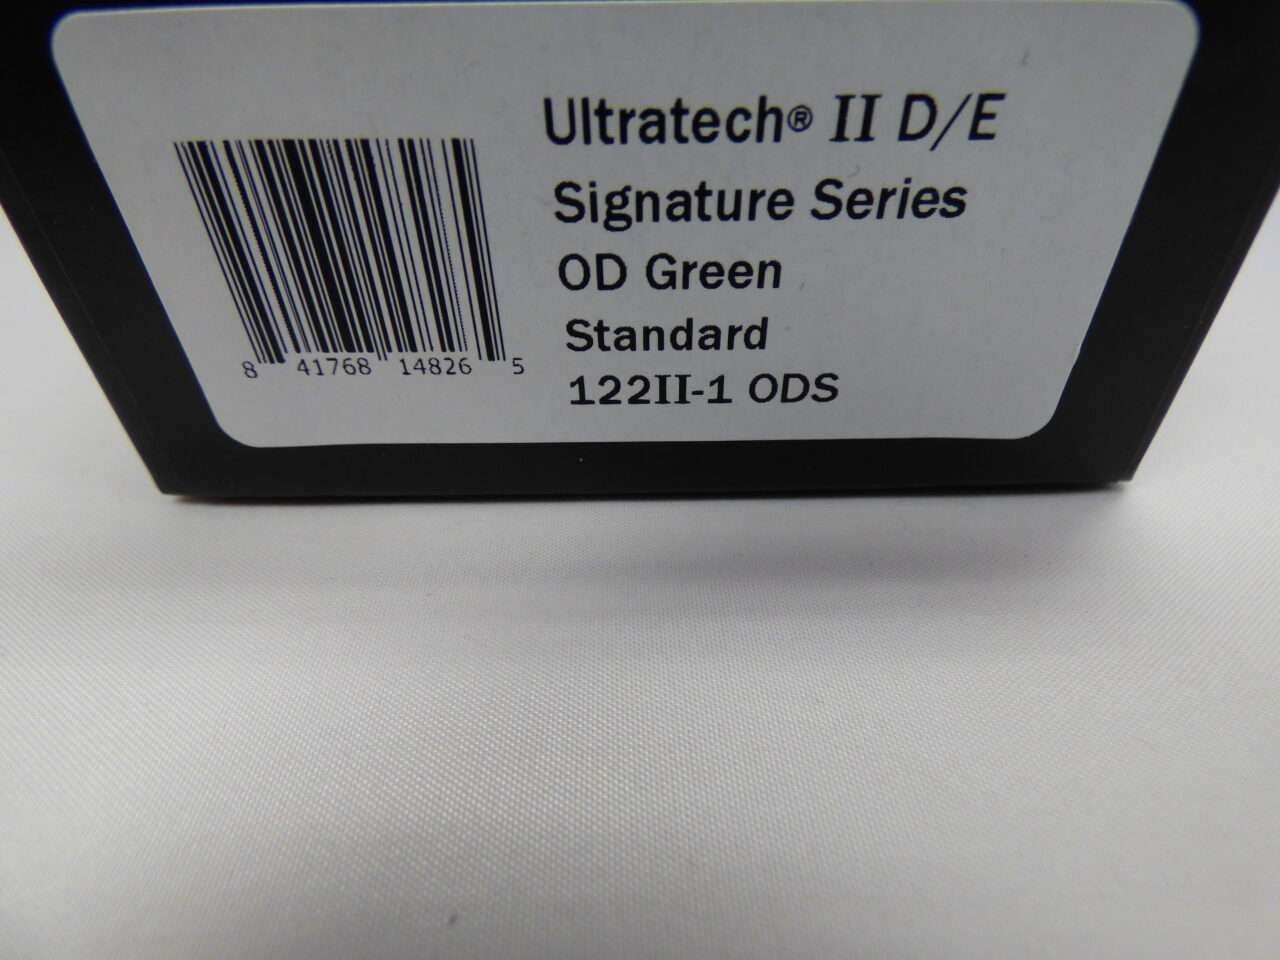 Ultratech® II D/E
Signature Series
OD Green
Standard
122II-1 ODS
8 41768 14826 5